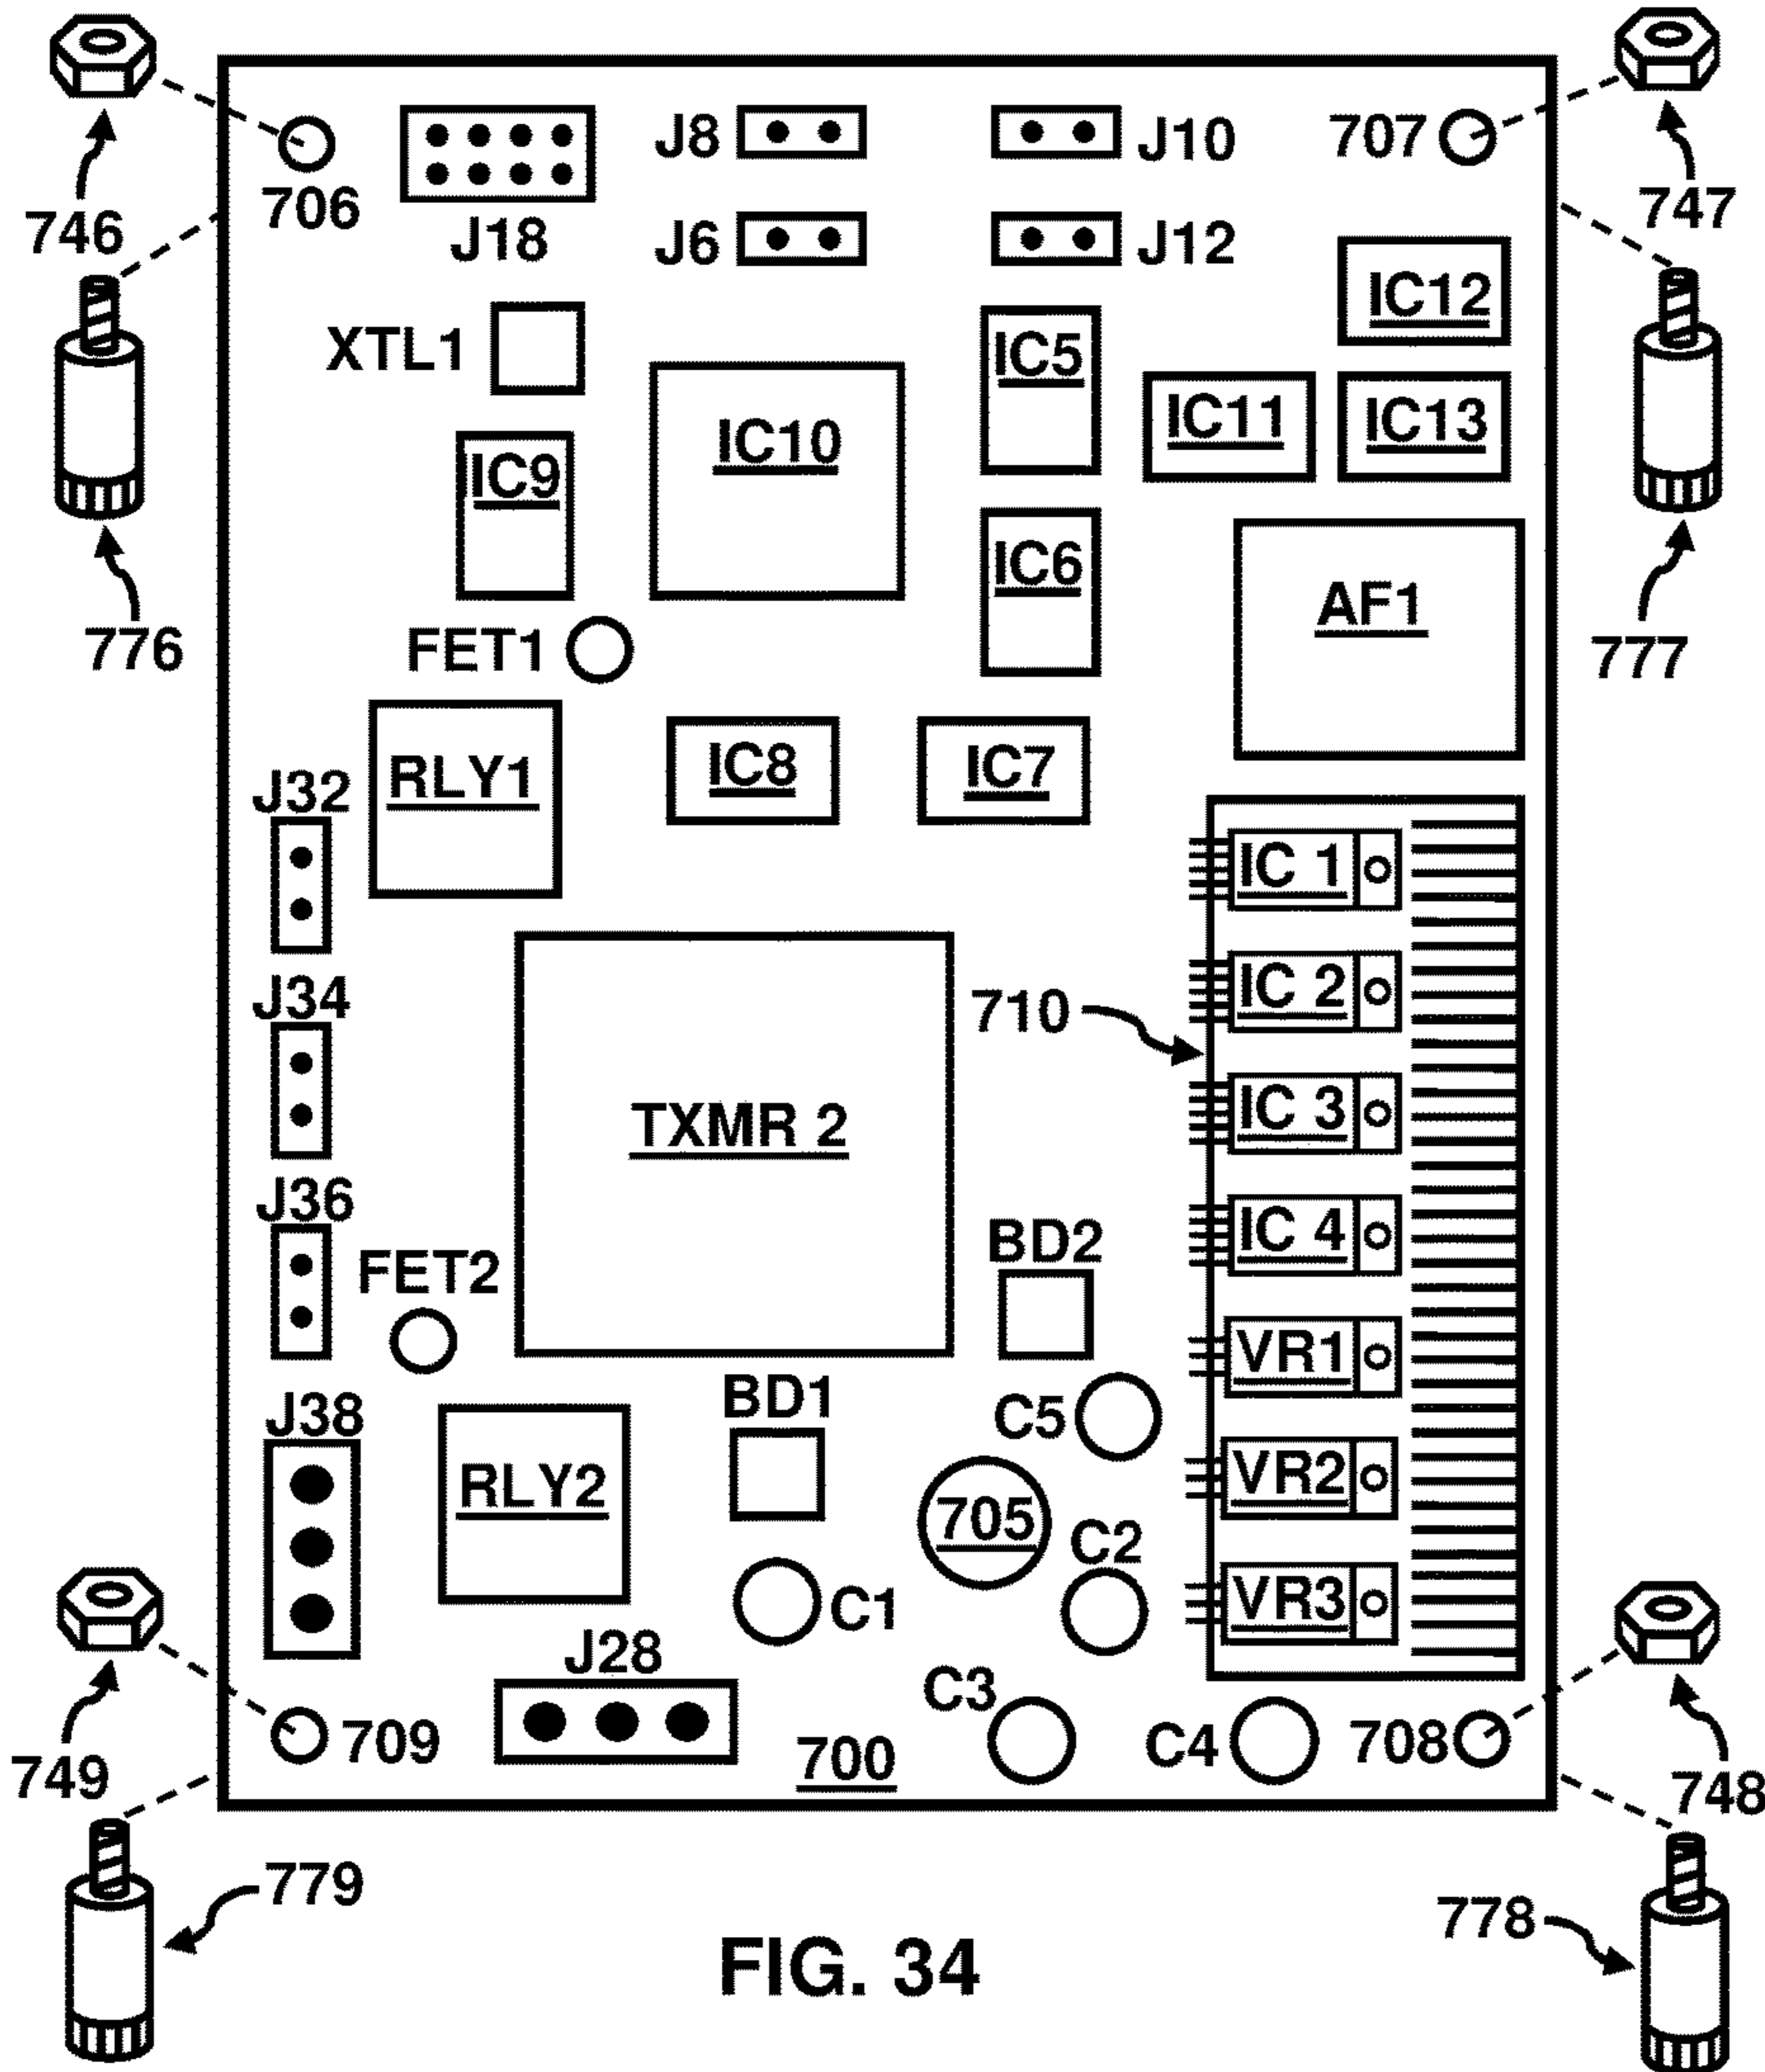 J8
J10
707
706
746
747
J18
J6
J12
IC12
XTL1
IC5
IC11
IC13
IC10
IC9
IC6
AF1
776
FET1
777
RLY1
IC8
IC7
J32
IC 1
J34
IC 2
710
IC 3
TXMR 2
J36
IC 4
BD2
FET2
VR1
BD1
J38
C5
VR2
RLY2
705
C2
VR3
C1
J28
C3
709
700
C4
708
749
748
779
778
FIG. 34